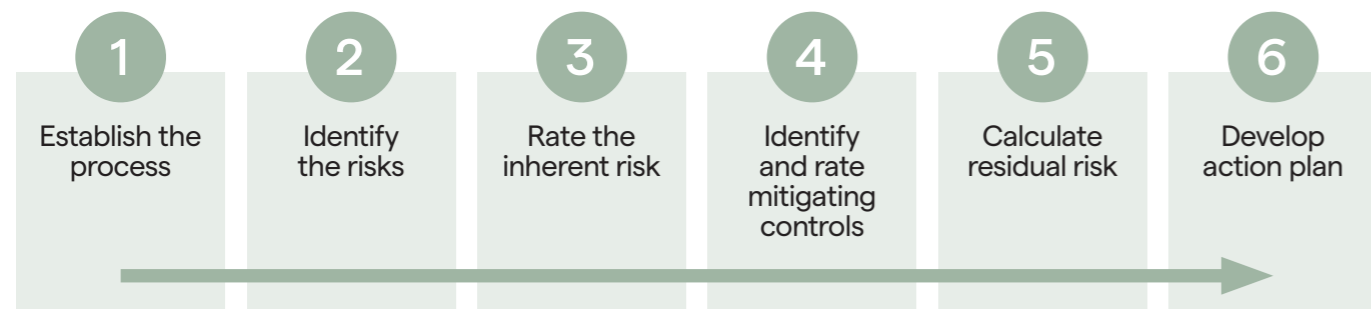 1
Establish the
process
2
Identify
the risks
3
Rate the
inherent risk
4
Identify
and rate
mitigating
controls
5
Calculate
residual risk
6
Develop
action plan